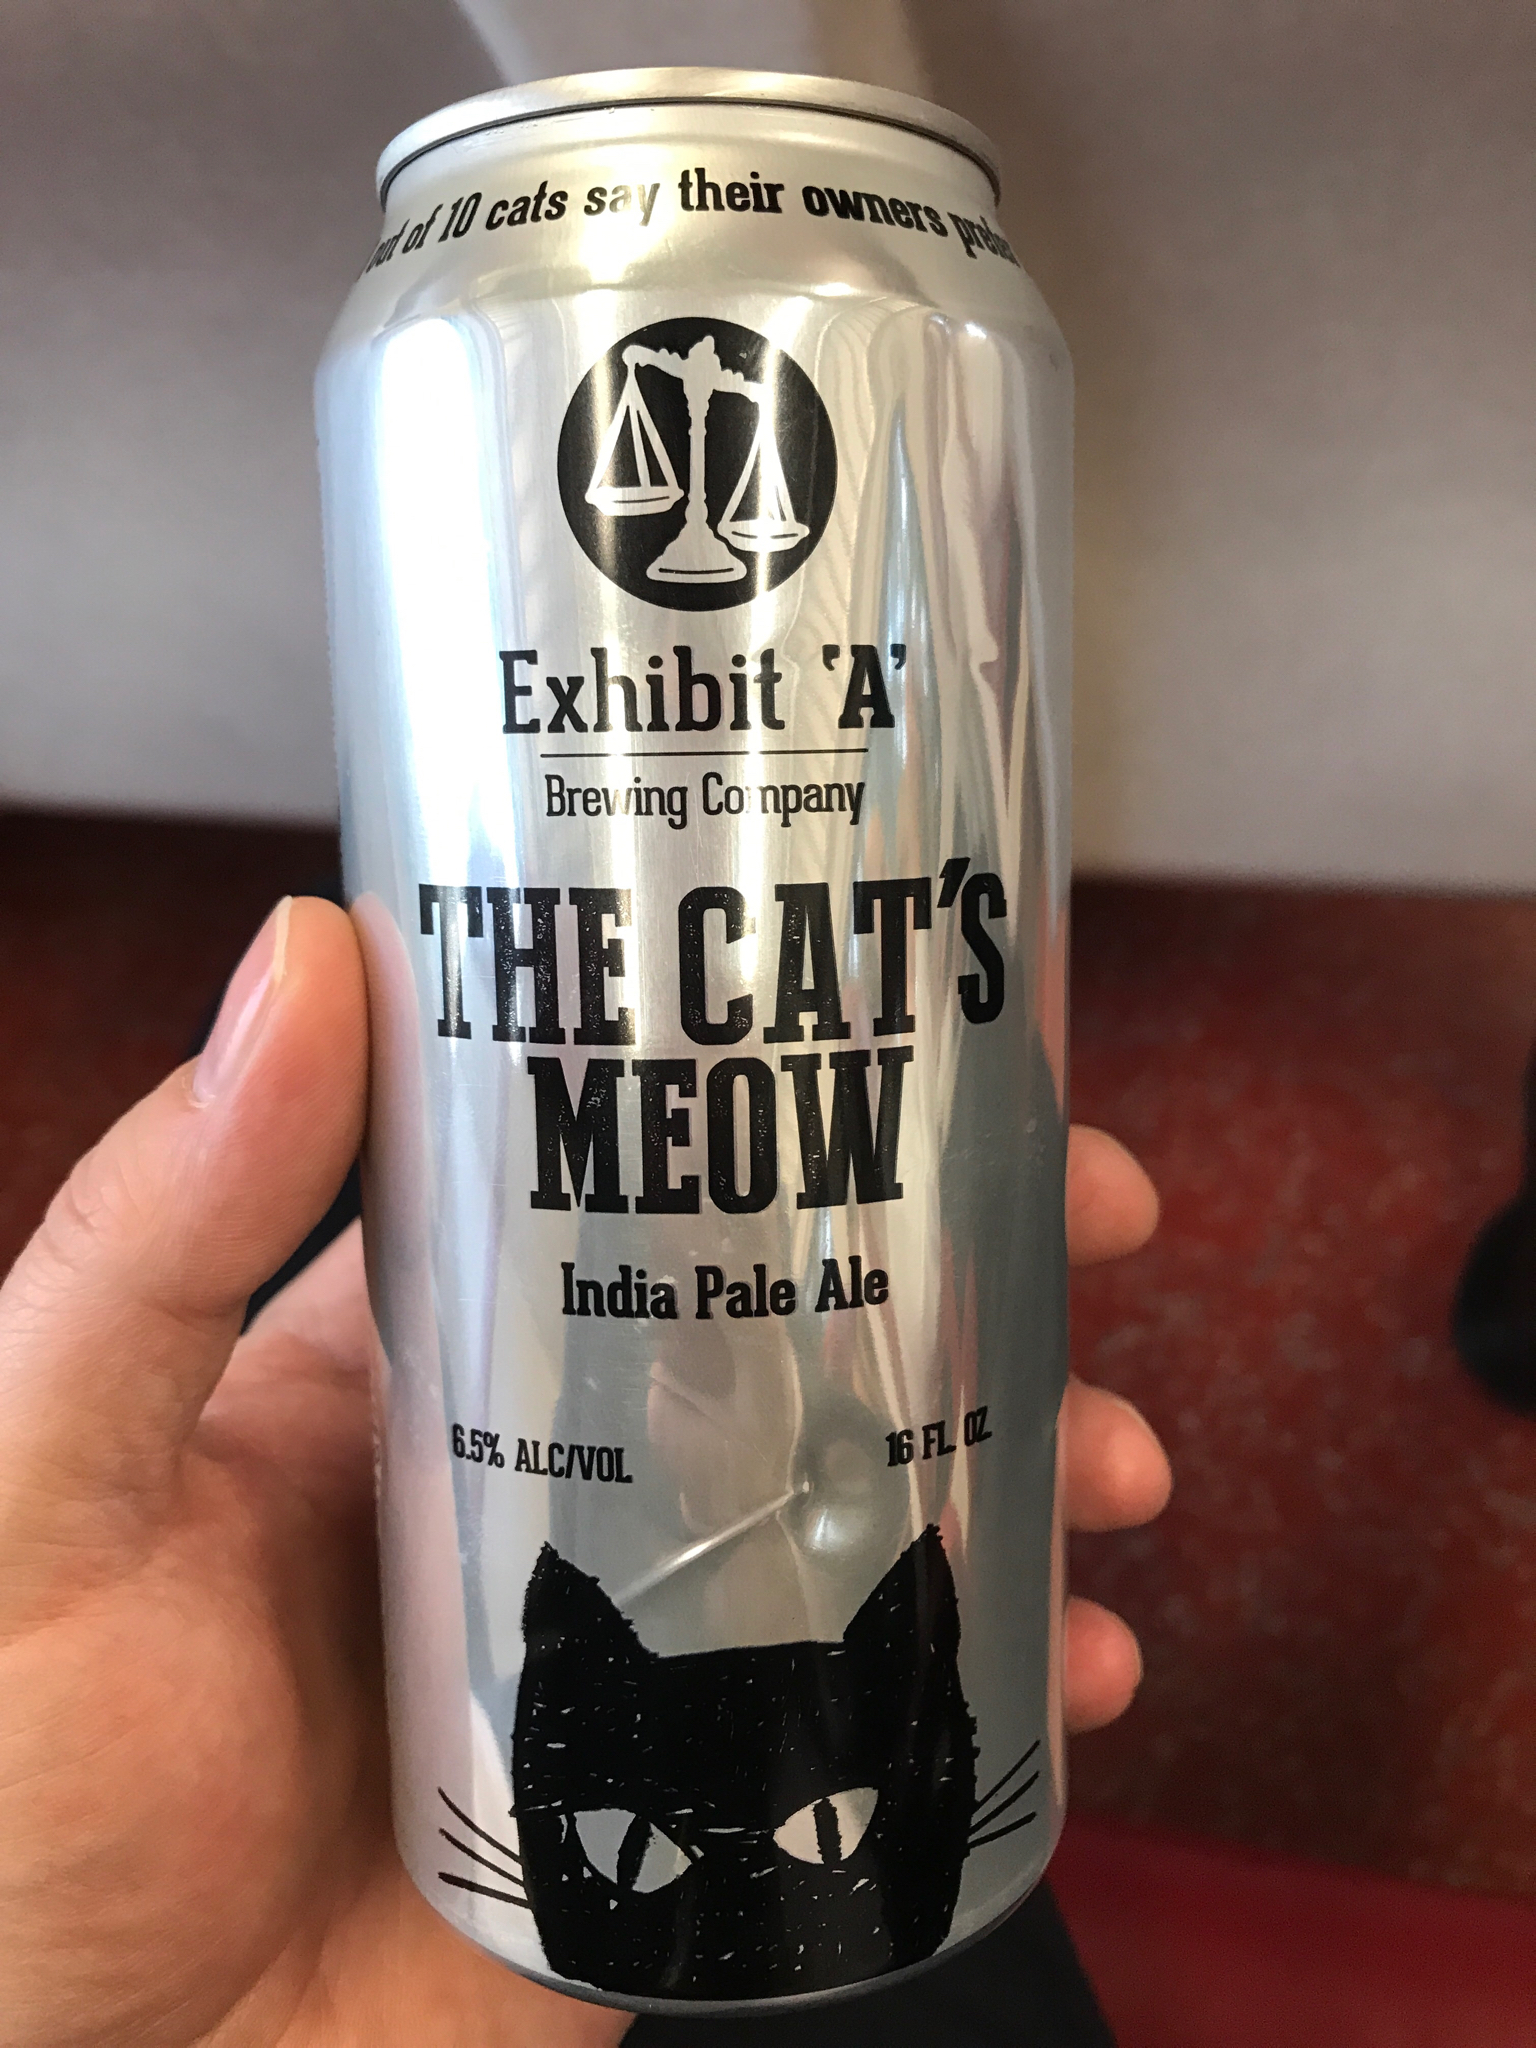 out of 10 cats say their owners prefer
Exhibit ‘A’
Brewing Company
THE CAT'S
MEOW
India Pale Ale
6.5% ALC/VOL 16 FL. OZ.